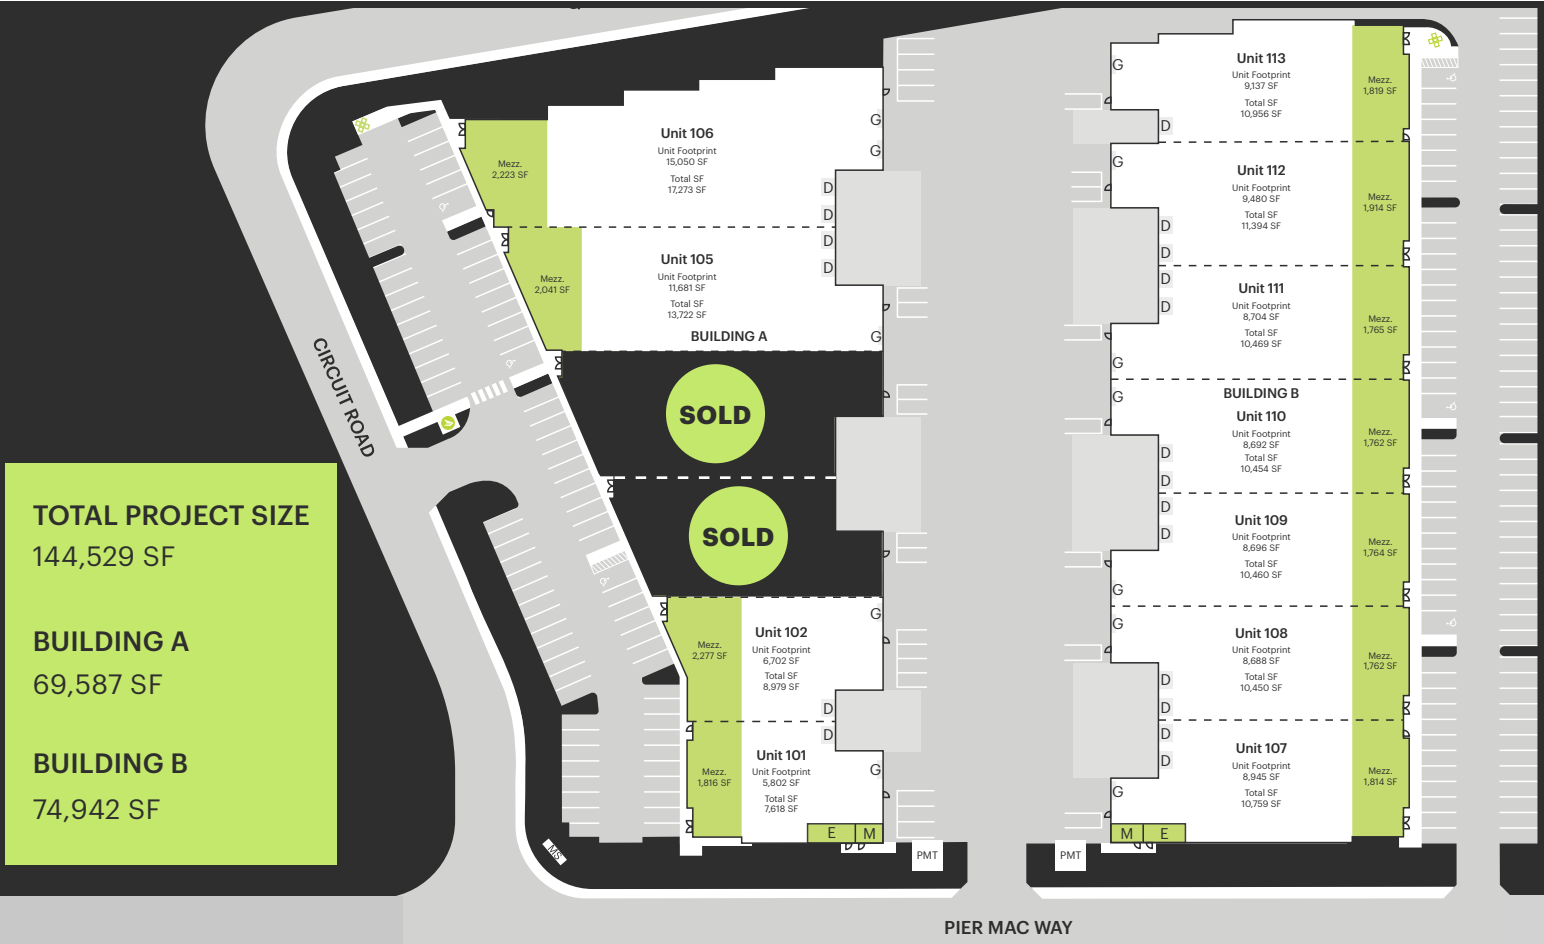 TOTAL PROJECT SIZE
144,529 SF
BUILDING A
69,587 SF
BUILDING B
74,942 SF
CIRCUIT ROAD
Unit 106
Unit Footprint
15,050 SF
Total SF
17,273 SF
Mezz.
2,223 SF
G
G
D
D
Unit 105
Unit Footprint
11,681 SF
Total SF
13,722 SF
Mezz.
2,041 SF
D
D
BUILDING A
G
SOLD
SOLD
Unit 102
Unit Footprint
6,702 SF
Total SF
8,979 SF
Mezz.
2,277 SF
G
D
Unit 101
Unit Footprint
5,802 SF
Total SF
7,618 SF
Mezz.
1,816 SF
D
G
E
M
MS
PMT
Unit 113
Unit Footprint
9,137 SF
Total SF
10,956 SF
Mezz.
1,819 SF
G
D
Unit 112
Unit Footprint
9,480 SF
Total SF
11,394 SF
Mezz.
1,914 SF
G
D
D
Unit 111
Unit Footprint
8,704 SF
Total SF
10,469 SF
Mezz.
1,765 SF
D
D
G
BUILDING B
Unit 110
Unit Footprint
8,692 SF
Total SF
10,454 SF
Mezz.
1,762 SF
G
D
D
Unit 109
Unit Footprint
8,696 SF
Total SF
10,460 SF
Mezz.
1,764 SF
D
D
G
Unit 108
Unit Footprint
8,688 SF
Total SF
10,450 SF
Mezz.
1,762 SF
G
D
D
Unit 107
Unit Footprint
8,945 SF
Total SF
10,759 SF
Mezz.
1,814 SF
D
D
G
M
E
PMT
PIER MAC WAY